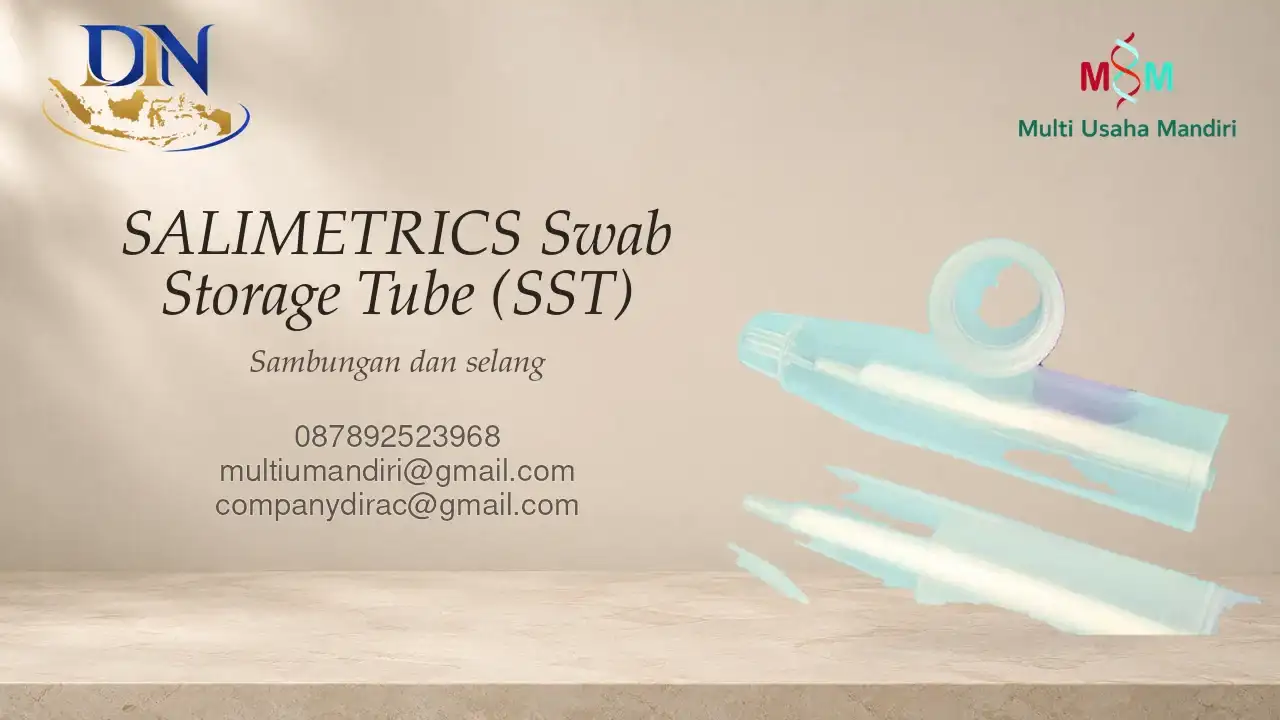 DIN
M M
Multi Usaha Mandiri
SALIMETRICS Swab
Storage Tube (SST)
Sambungan dan selang
087892523968
multiumandiri@gmail.com
companydirac@gmail.com